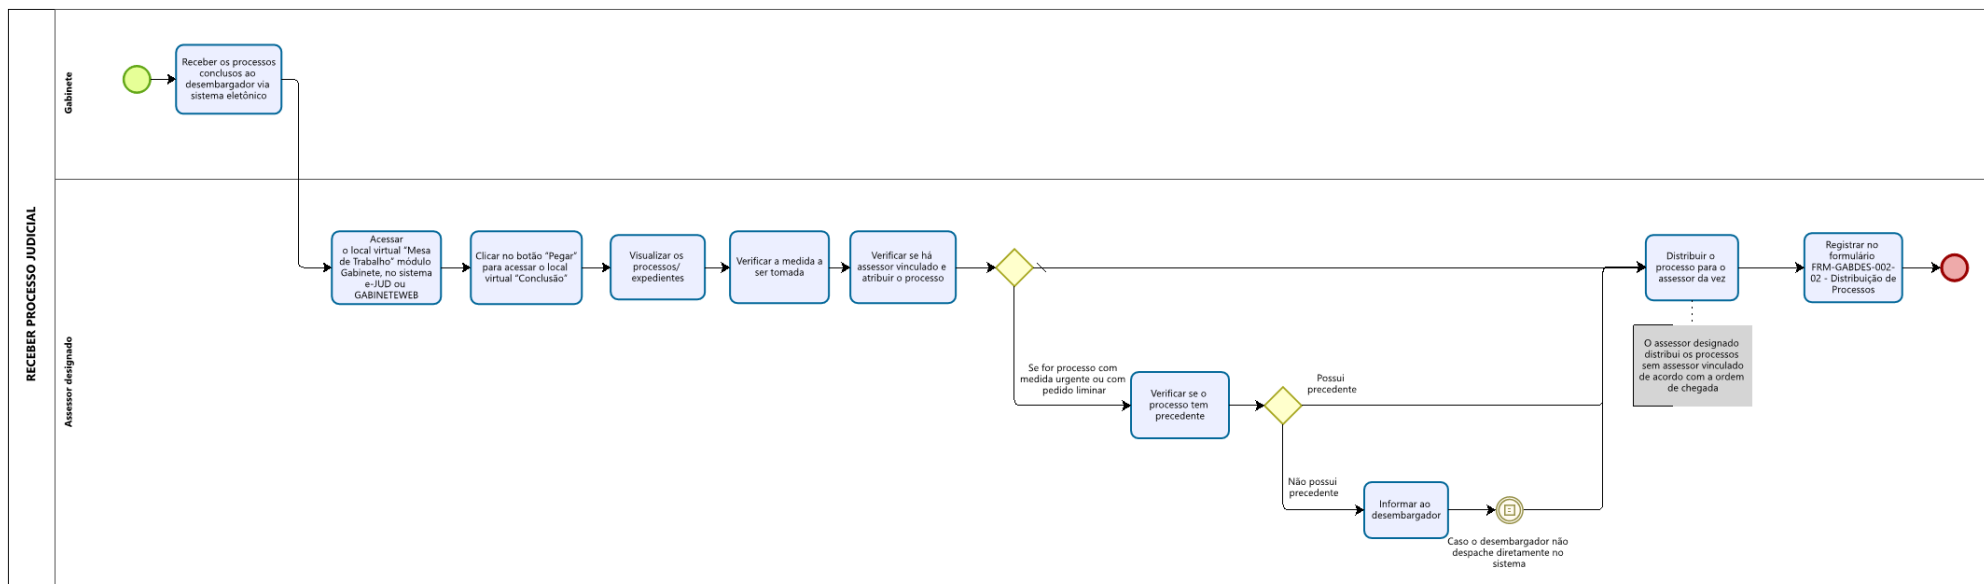 RECEBER PROCESSO JUDICIAL
Gabinete
Receber os processos
conclusos ao
desembargador via
sistema eletônico
Assessor designado
Acessar
o local virtual “Mesa
de Trabalho” módulo
Gabinete, no sistema
e-JUD ou
GABINETEWEB
Clicar no botão “Pegar”
para acessar o local
virtual “Conclusão”
Visualizar os
processos/
expedientes
Verificar a medida a
ser tomada
Verificar se há
assessor vinculado e
atribuir o processo
Se for processo com
medida urgente ou com
pedido liminar
Verificar se o
processo tem
precedente
Possui
precedente
Não possui
precedente
Informar ao
desembargador
Caso o desembargador não
despache diretamente no
sistema
Distribuir o
processo para o
assessor da vez
O assessor designado
distribui os processos
sem assessor vinculado
de acordo com a ordem
de chegada
Registrar no
formulário
FRM-GABDES-002-
02 - Distribuição de
Processos